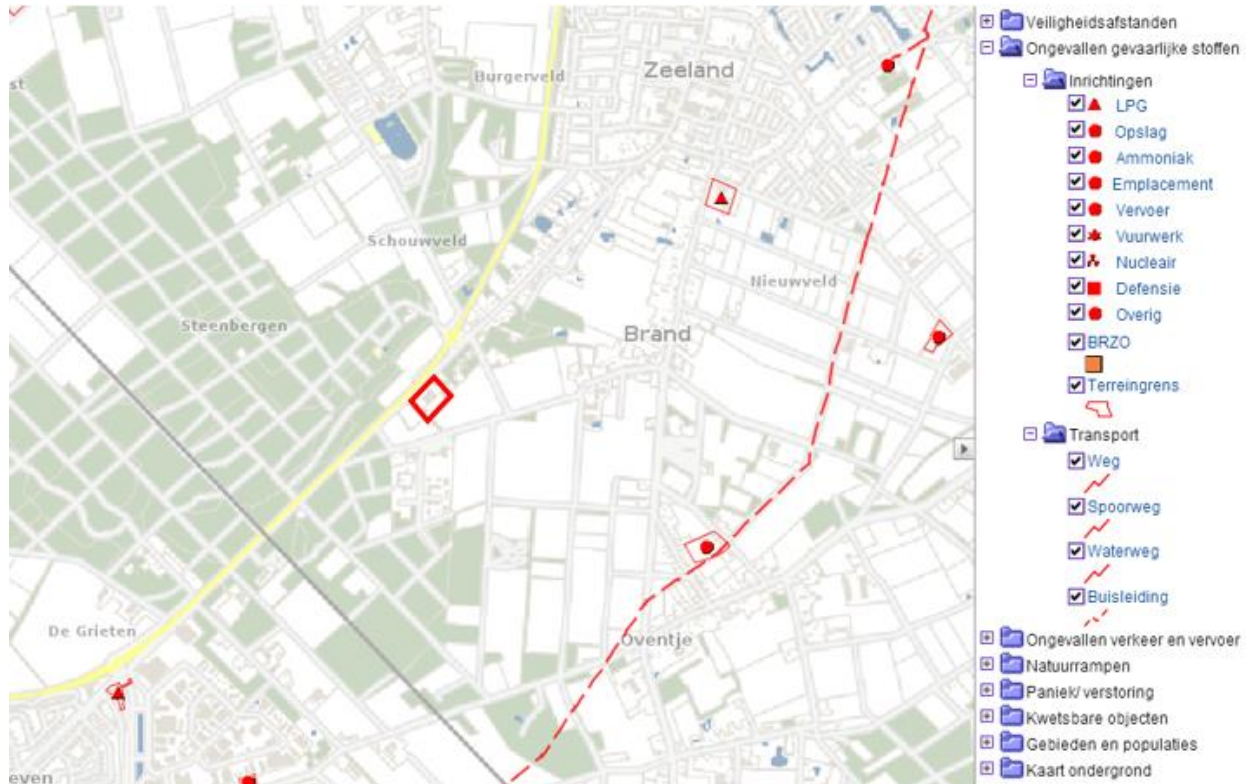 st
Burgerveld
Zeeland
Schouwveld
Nieuwveld
Steenbergen
Brand
De Grieten
Oventje
even
Veiligheidsafstanden
Ongevallen gevaarlijke stoffen
Inrichtingen
LPG
Opslag
Ammoniak
Emplacement
Vervoer
Vuurwerk
Nucleair
Defensie
Overig
BRZO
Terreingrens
Transport
Weg
Spoorweg
Waterweg
Buisleiding
Ongevallen verkeer en vervoer
Natuurrampen
Paniek/ verstoring
Kwetsbare objecten
Gebieden en populaties
Kaart ondergrond